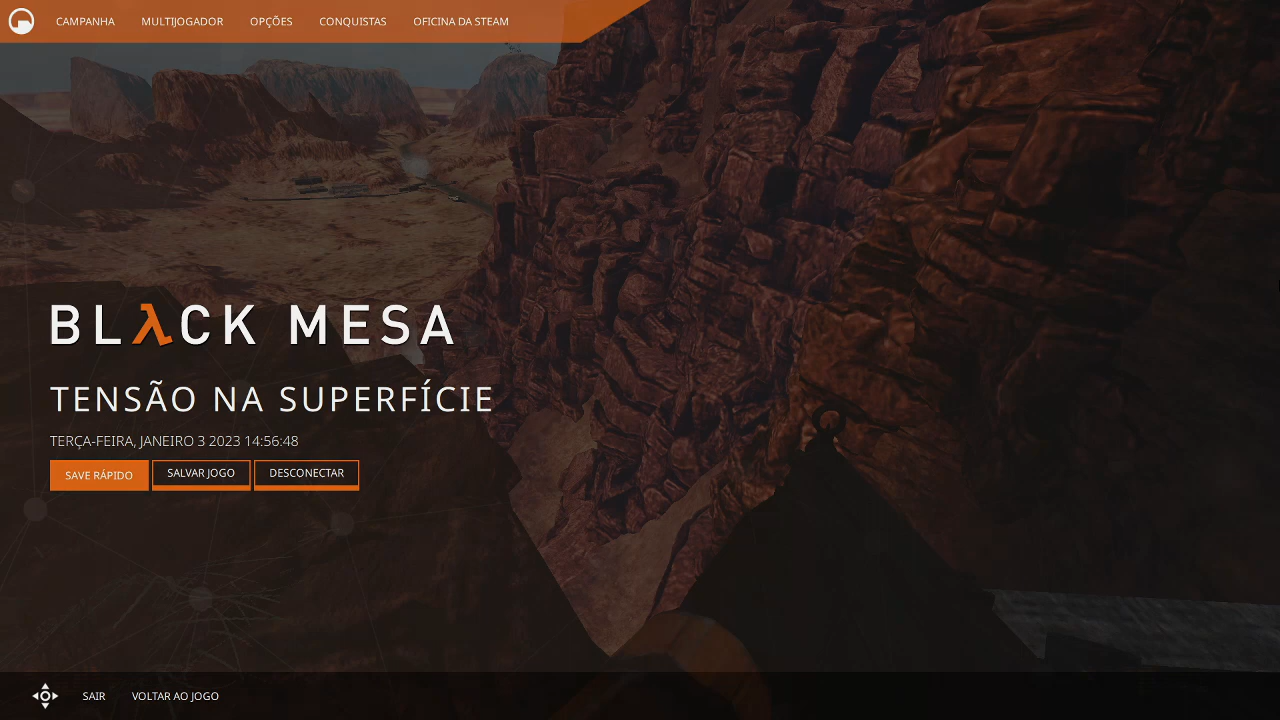 CAMPANHA MULTIJOGADOR OPÇÕES CONQUISTAS OFICINA DA STEAM
BLλCK MESA
TENSÃO NA SUPERFÍCIE
TERÇA-FEIRA, JANEIRO 3 2023 14:56:48
SAVE RÁPIDO SALVAR JOGO DESCONECTAR
SAIR VOLTAR AO JOGO